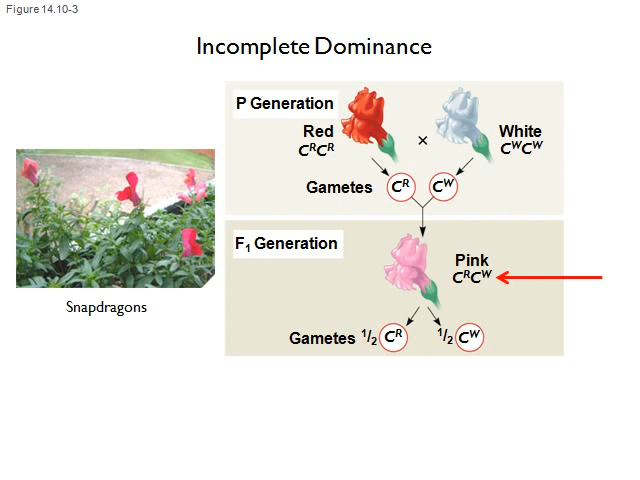 Figure 14.10-3
Incomplete Dominance
P Generation
Red
CᴿCᴿ
×
White
CᵂCᵂ
Gametes Cᴿ Cᵂ
F₁ Generation
Pink
CᴿCᵂ
Snapdragons
Gametes 1/2 Cᴿ 1/2 Cᵂ